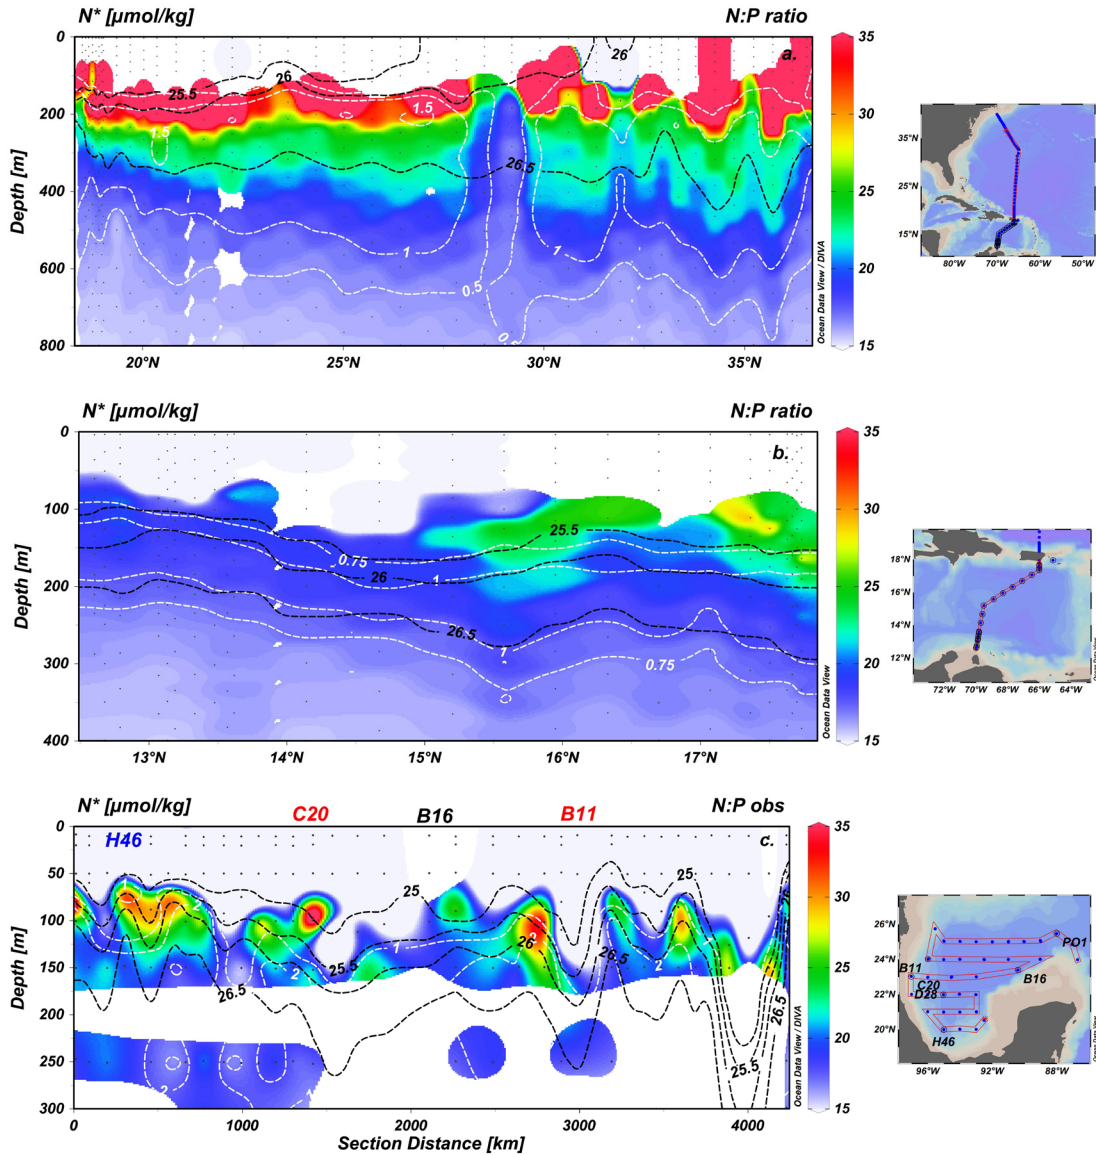 N* [µmol/kg] N:P ratio
a.
0
200
400
600
800
Depth [m]
26
26
25.5
1.5
1.5
26.5
1
1
0.5
20°N 25°N 30°N 35°N
35
30
25
20
15
Ocean Data View / DIVA
35°N
25°N
15°N
80°W 70°W 60°W 50°W
N* [µmol/kg] N:P ratio
b.
0
100
200
300
400
Depth [m]
25.5
0.75
26
1
26.5
1
0.75
13°N 14°N 15°N 16°N 17°N
35
30
25
20
15
Ocean Data View
18°N
16°N
14°N
12°N
72°W 70°W 68°W 66°W 64°W
N* [µmol/kg] C20 B16 B11 N:P obs
H46
c.
0
50
100
150
200
250
300
Depth [m]
25
25
2
1
26
1
25.5
2
2
26.5
26.5
26.5
25.5
2
1
0 1000 2000 3000 4000
Section Distance [km]
35
30
25
20
15
Ocean Data View / DIVA
26°N
24°N
22°N
20°N
PO1
B11
B16
C20
D28
H46
96°W 92°W 88°W